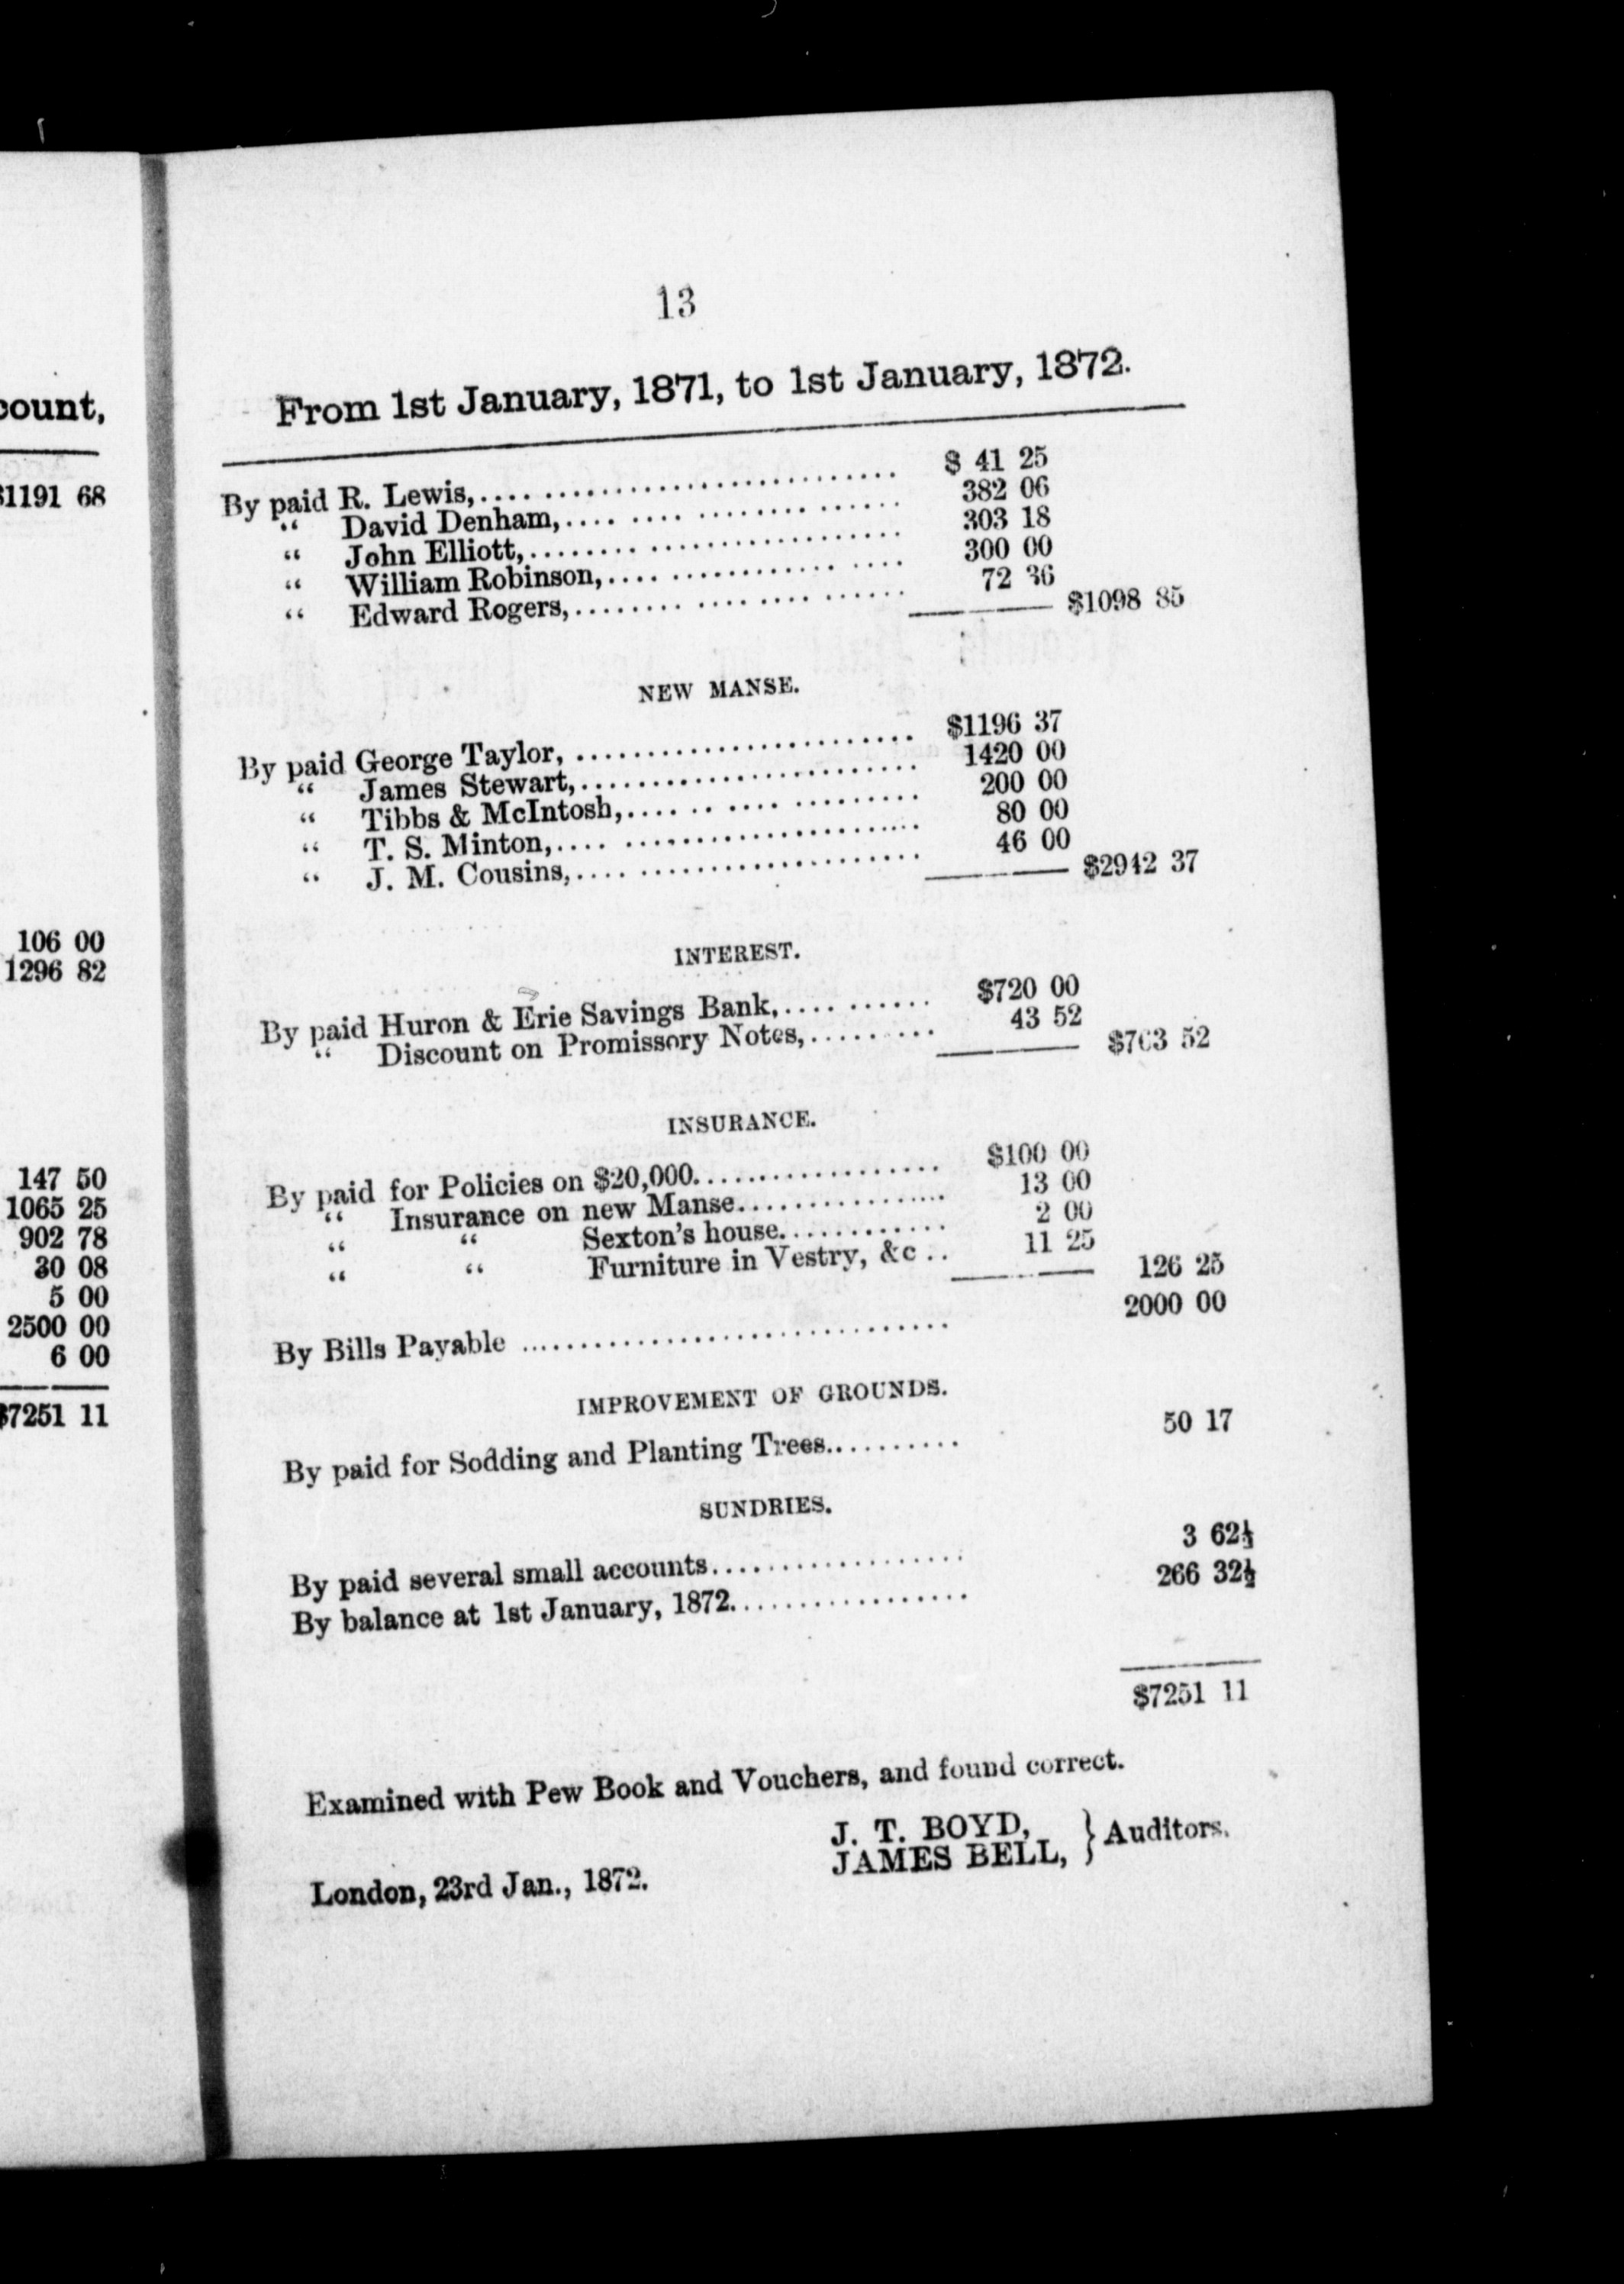 count,
$1191 68
106 00
1296 82
147 50
1065 25
902 78
30 08
5 00
2500 00
6 00
$7251 11
13
From 1st January, 1871, to 1st January, 1872.
By paid R. Lewis,.... $ 41 25
“ David Denham,.... 382 06
“ John Elliott,.... 303 18
“ William Robinson,.... 300 00
“ Edward Rogers,.... 72 36
$1098 85
NEW MANSE.
By paid George Taylor, .... $1196 37
“ James Stewart,.... 1420 00
“ Tibbs & McIntosh,.... 200 00
“ T. S. Minton,.... 80 00
“ J. M. Cousins,.... 46 00
$2942 37
INTEREST.
By paid Huron & Erie Savings Bank,.... $720 00
“ Discount on Promissory Notes,.... 43 52
$763 52
INSURANCE.
By paid for Policies on $20,000.... $100 00
“ Insurance on new Manse.... 13 00
“ “ Sexton's house.... 2 00
“ “ Furniture in Vestry, &c .. 11 25
126 25
By Bills Payable .... 2000 00
IMPROVEMENT OF GROUNDS.
By paid for Sodding and Planting Trees.... 50 17
SUNDRIES.
By paid several small accounts.... 3 62½
By balance at 1st January, 1872.... 266 32½
$7251 11
Examined with Pew Book and Vouchers, and found correct.
J. T. BOYD,
JAMES BELL, } Auditors.
London, 23rd Jan., 1872.